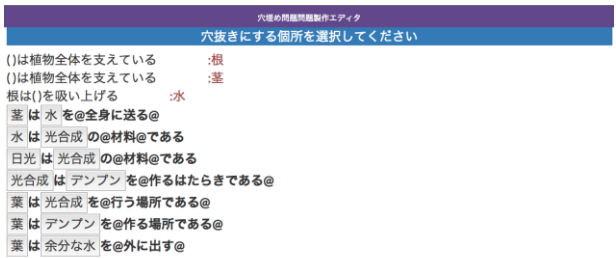 穴埋め問題問題製作エディタ
穴抜きにする個所を選択してください
()は植物全体を支えている :根
()は植物全体を支えている :茎
根は()を吸い上げる :水
茎 は 水 を@全身に送る@
水 は 光合成 の@材料@である
日光 は 光合成 の@材料@である
光合成 は デンプン を@作るはたらきである@
葉 は 光合成 を@行う場所である@
葉 は デンプン を@作る場所である@
葉 は 余分な水 を@外に出す@